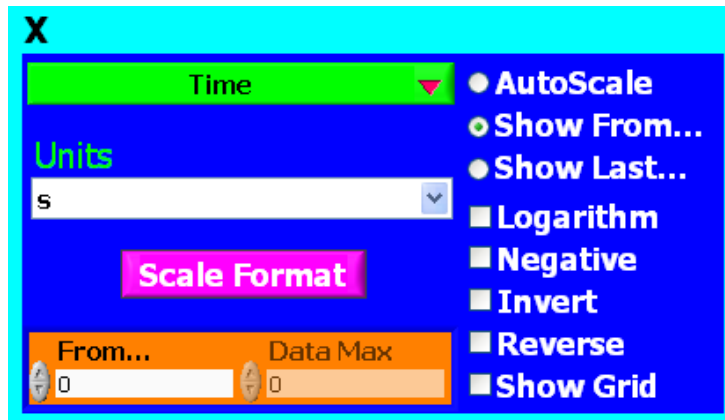 X
Time
Units
s
Scale Format
From...
Data Max
0
0
AutoScale
Show From...
Show Last...
Logarithm
Negative
Invert
Reverse
Show Grid